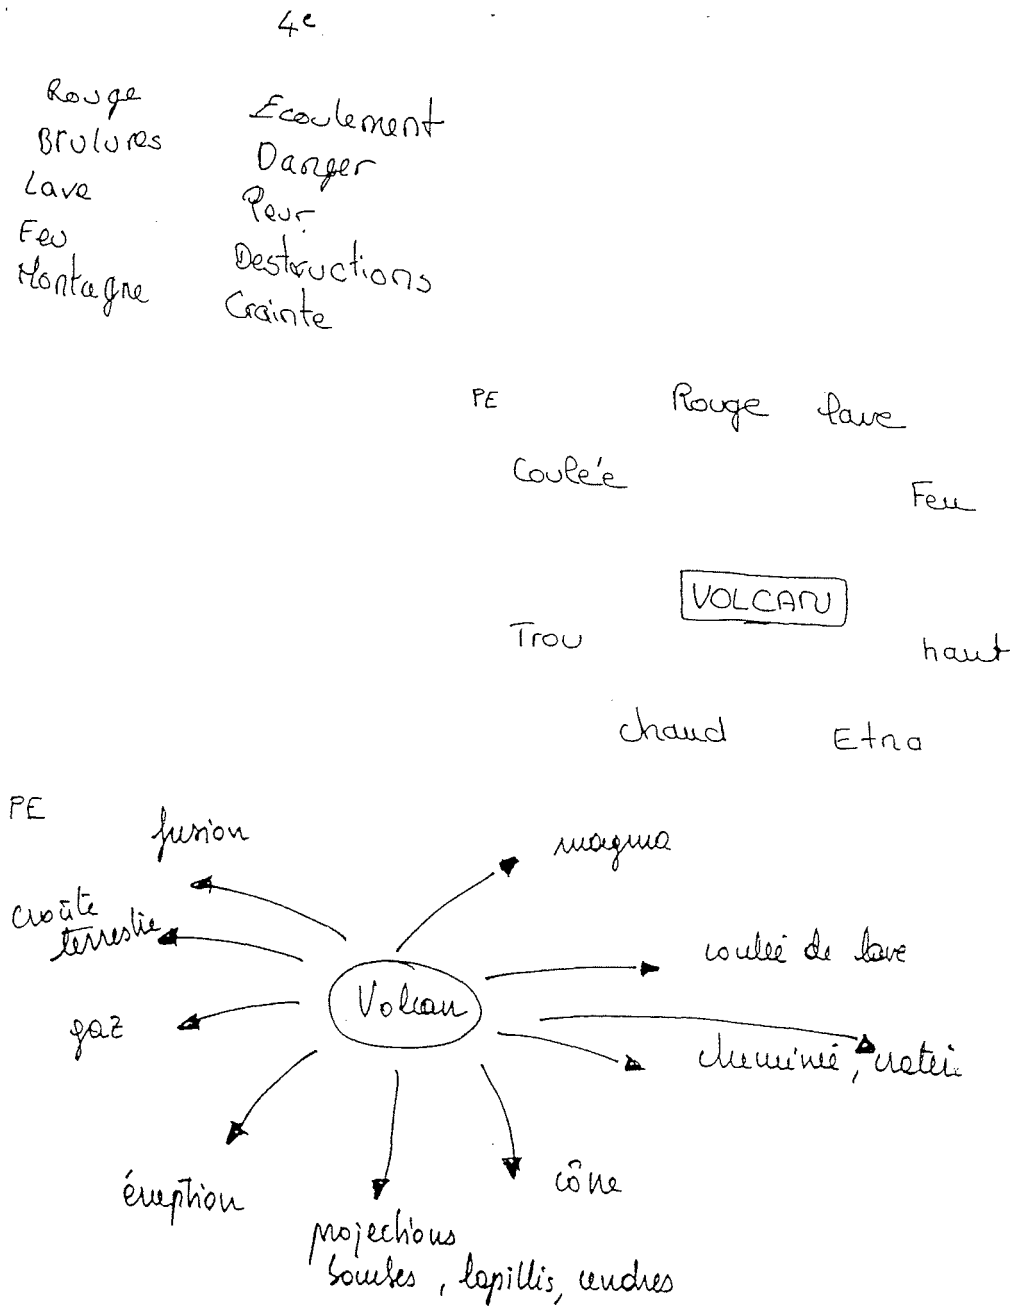 4e
Rouge
Brulures
Lave
Feu
Montagne
Ecoulement
Danger
Peur
Destructions
Crainte
PE
Rouge lave
Coulée
Feu
VOLCAN
Trou
haut
chaud
Etna
PE
fusion
magma
croûte
terrestre
coulée de lave
Volcan
gaz
cheminée, cratère
éruption
cône
projections
bombes, lapillis, cendres